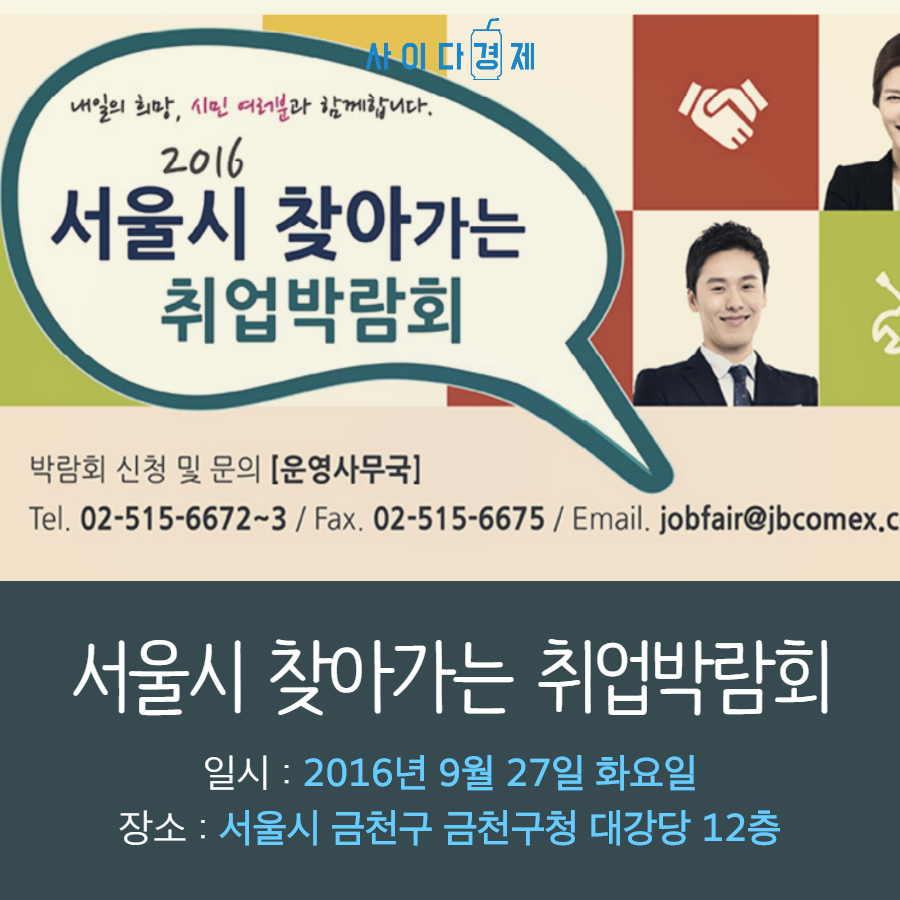 사이다경제
내일의 희망, 시민 여러분과 함께합니다.
2016
서울시 찾아가는
취업박람회
박람회 신청 및 문의 [운영사무국]
Tel. 02-515-6672~3 / Fax. 02-515-6675 / Email. jobfair@jbcomex.c
서울시 찾아가는 취업박람회
일시 : 2016년 9월 27일 화요일
장소 : 서울시 금천구 금천구청 대강당 12층